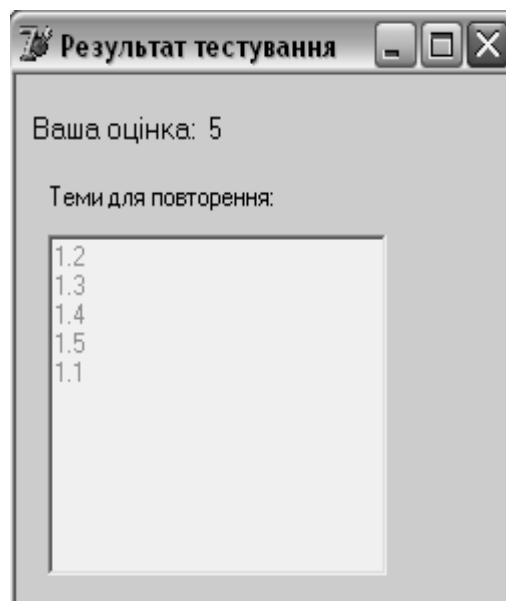 Результат тестування
Ваша оцінка: 5
Теми для повторення:
1.2
1.3
1.4
1.5
1.1